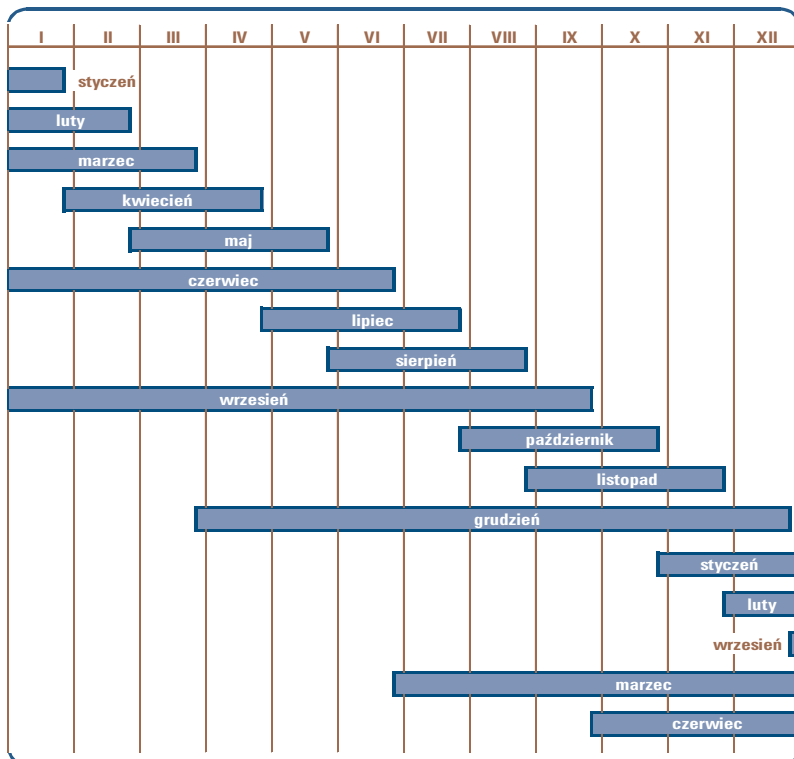 I II III IV V VI VII VIII IX X XI XII
styczeń
luty
marzec
kwiecień
maj
czerwiec
lipiec
sierpień
wrzesień
październik
listopad
grudzień
styczeń
luty
wrzesień
marzec
czerwiec